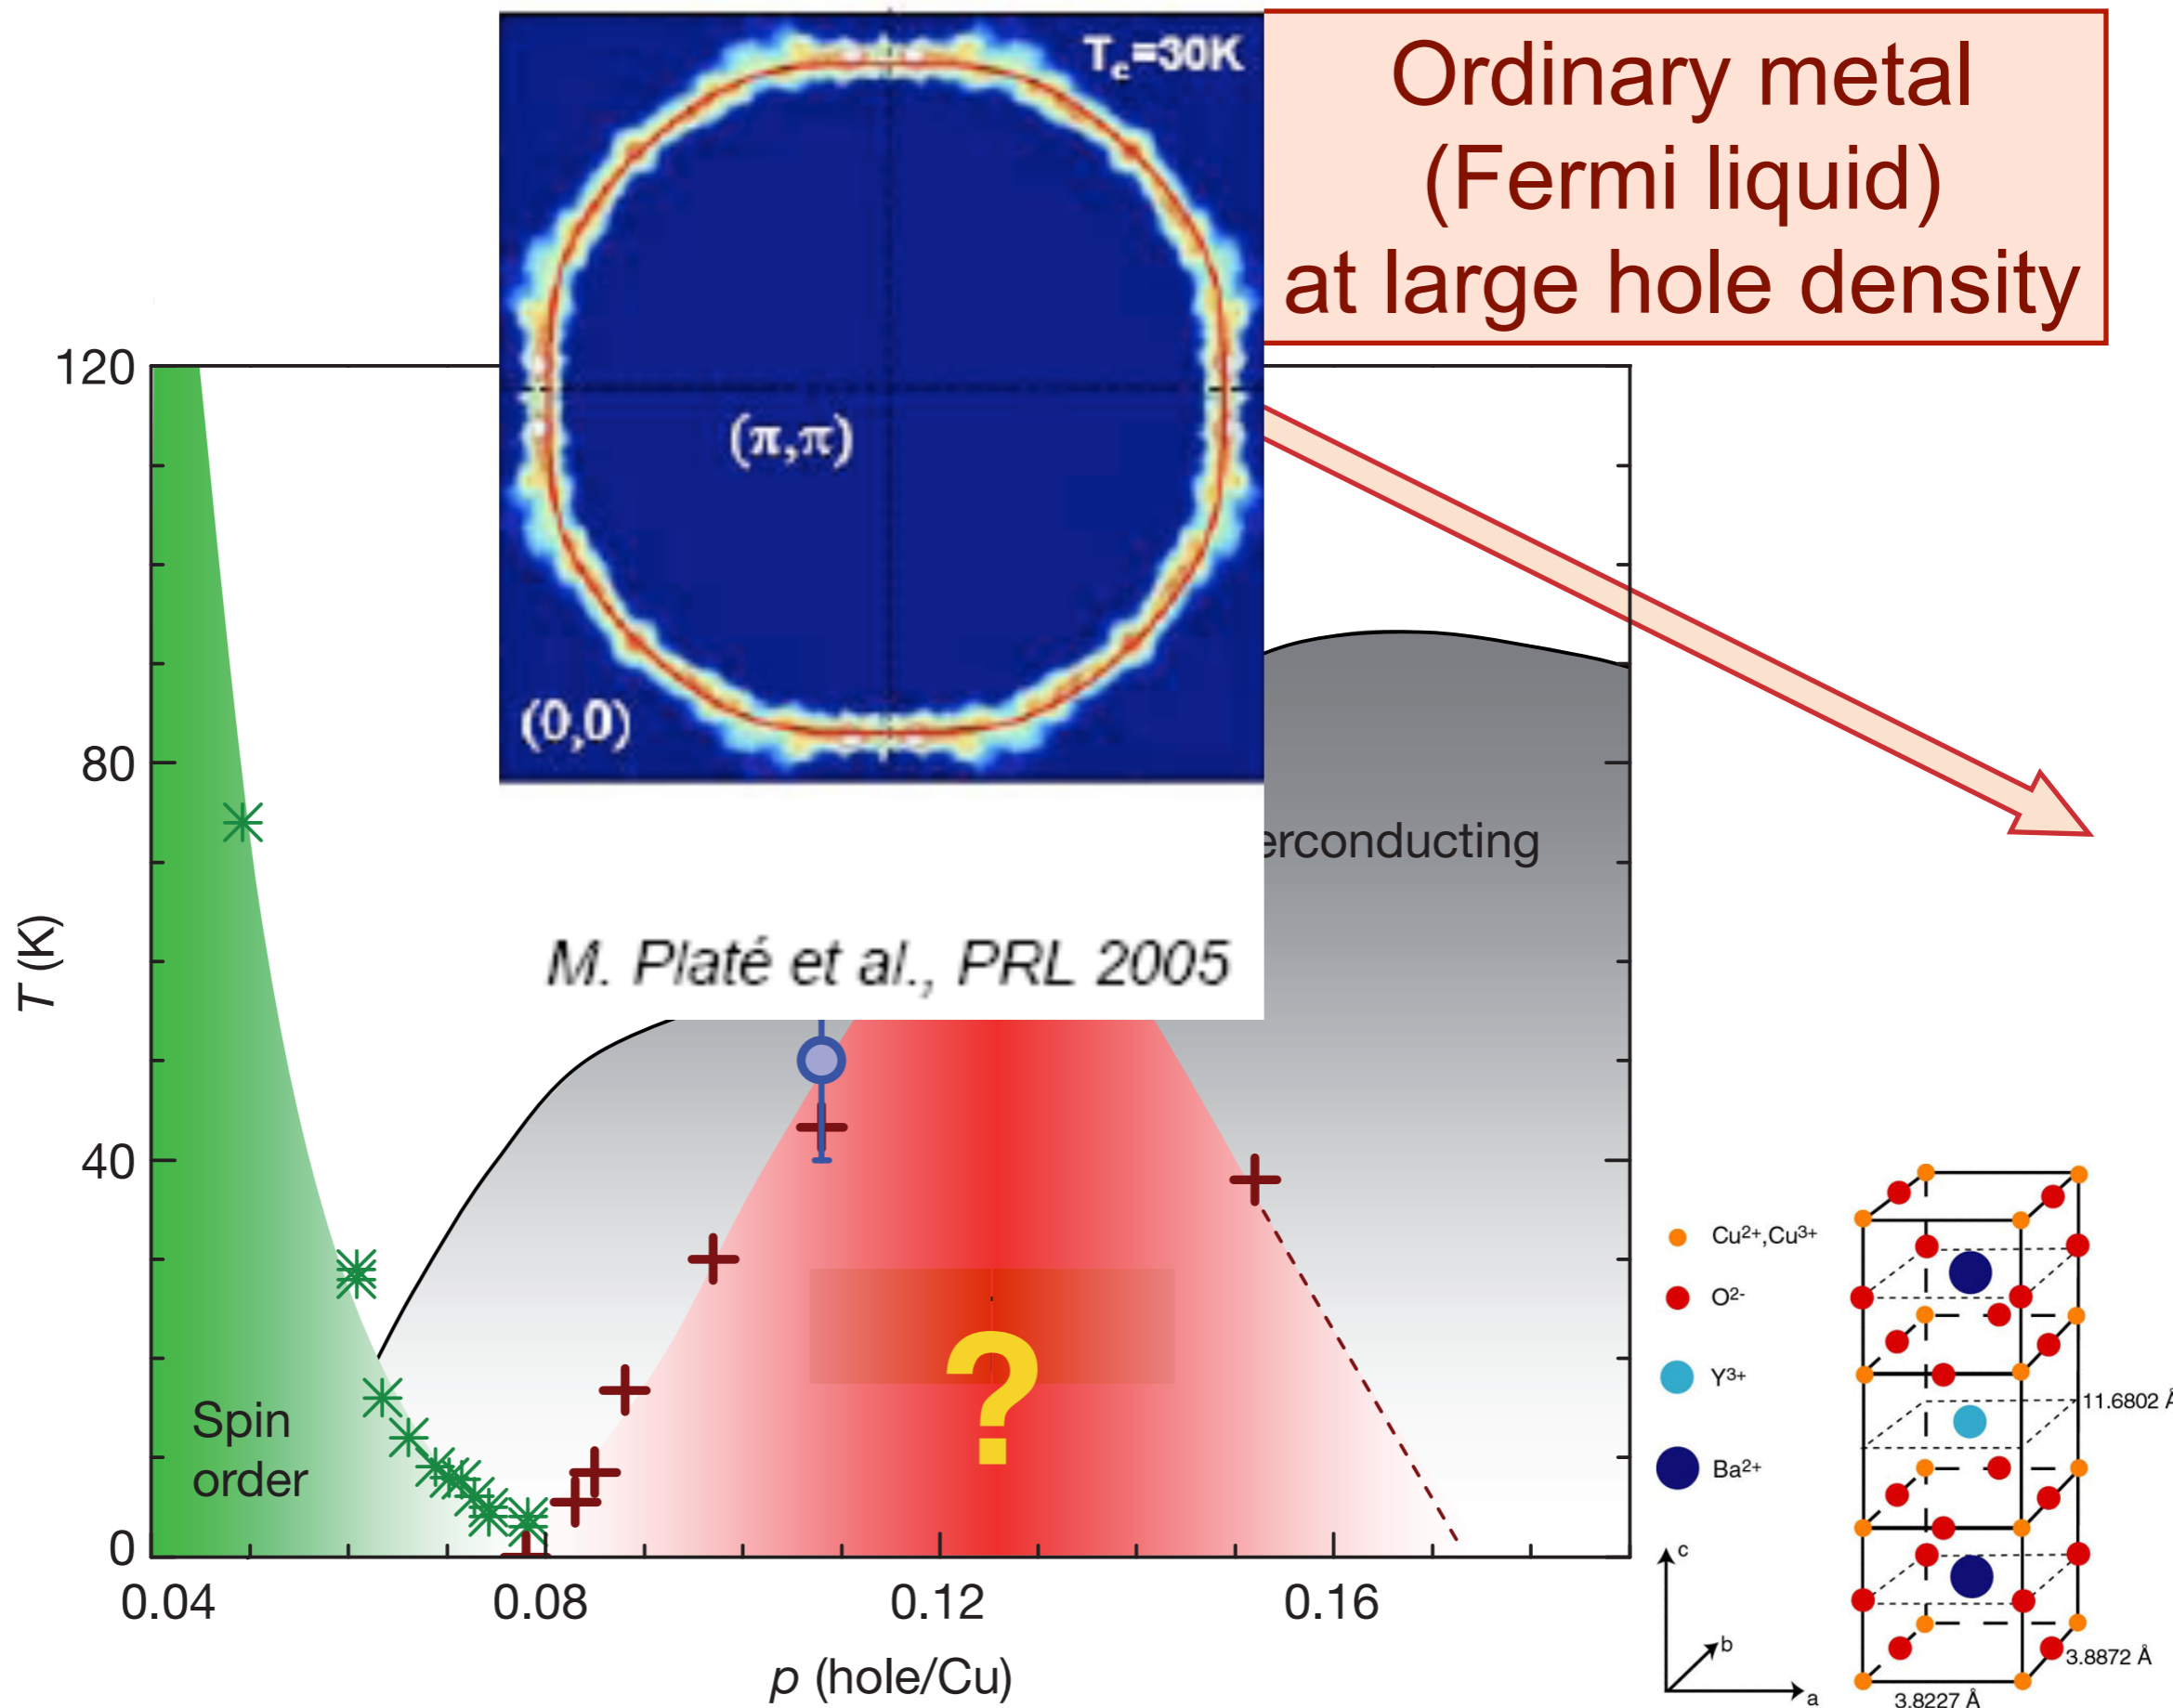 T_c=30K
(π,π)
(0,0)
Ordinary metal
(Fermi liquid)
at large hole density
M. Platé et al., PRL 2005
erconducting
120
80
40
0
T (K)
Spin
order
?
0.04
0.08
0.12
0.16
p (hole/Cu)
Cu²⁺,Cu³⁺
O²⁻
Y³⁺
Ba²⁺
11.6802 Å
3.8872 Å
3.8227 Å
c
b
a